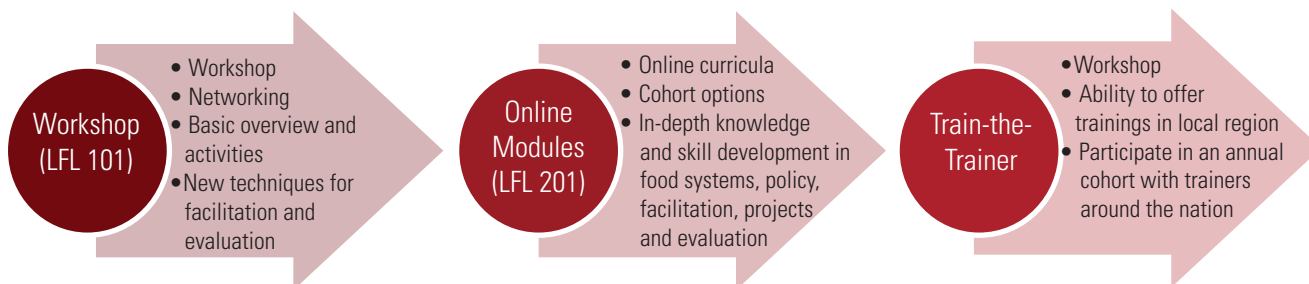 Workshop
(LFL 101)
• Workshop
• Networking
• Basic overview and
activities
• New techniques for
facilitation and
evaluation
Online
Modules
(LFL 201)
• Online curricula
• Cohort options
• In-depth knowledge
and skill development in
food systems, policy,
facilitation, projects
and evaluation
Train-the-
Trainer
• Workshop
• Ability to offer
trainings in local region
• Participate in an annual
cohort with trainers
around the nation